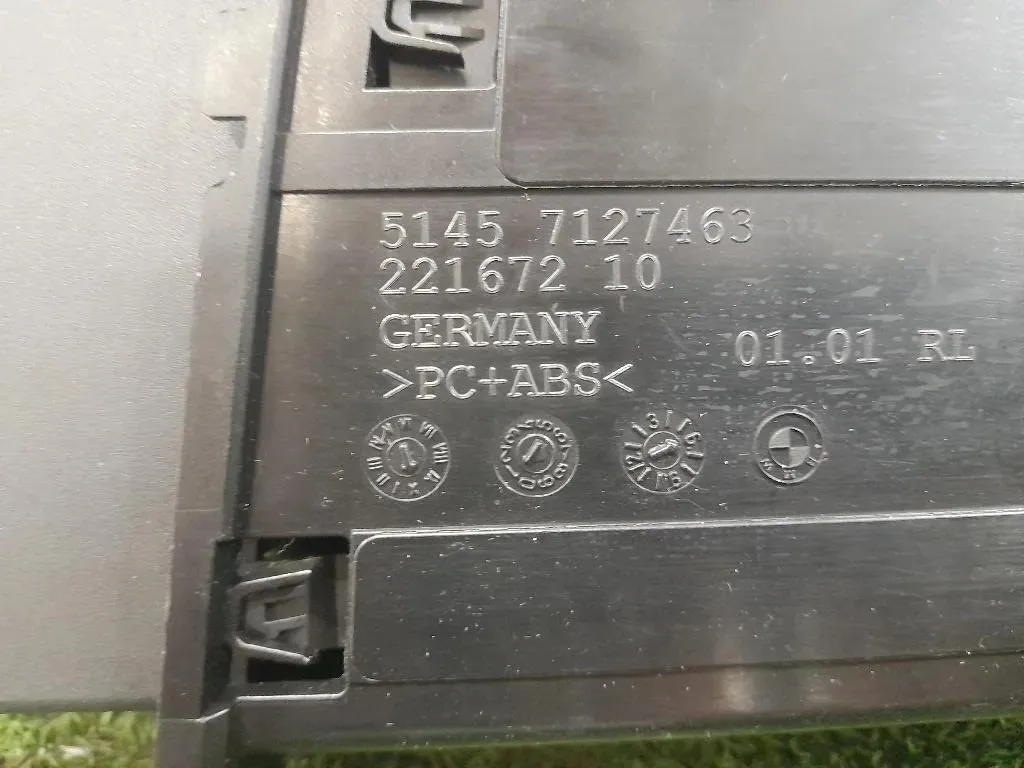 5145 7127463
221672 10
GERMANY
01.01 RL
>PC+ABS<